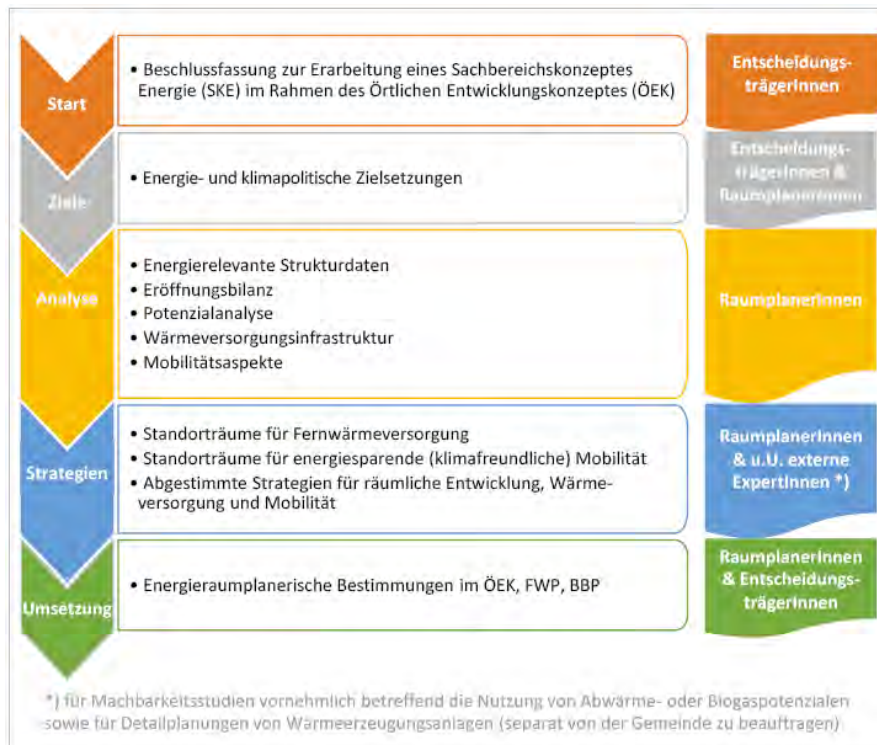 Start
• Beschlussfassung zur Erarbeitung eines Sachbereichskonzeptes
Energie (SKE) im Rahmen des Örtlichen Entwicklungskonzeptes (ÖEK)
Entscheidungs-
trägerInnen
Ziele
• Energie- und klimapolitische Zielsetzungen
Entscheidungs-
trägerInnen &
RaumplanerInnen
Analyse
• Energierelevante Strukturdaten
• Eröffnungsbilanz
• Potenzialanalyse
• Wärmeversorgungsinfrastruktur
• Mobilitätsaspekte
RaumplanerInnen
Strategien
• Standorträume für Fernwärmeversorgung
• Standorträume für energiesparende (klimafreundliche) Mobilität
• Abgestimmte Strategien für räumliche Entwicklung, Wärme-
versorgung und Mobilität
RaumplanerInnen
& u.U. externe
ExpertInnen *)
Umsetzung
• Energieraumplanerische Bestimmungen im ÖEK, FWP, BBP
RaumplanerInnen
& Entscheidungs-
trägerInnen
*) für Machbarkeitsstudien vornehmlich betreffend die Nutzung von Abwärme- oder Biogaspotenzialen
sowie für Detailplanungen von Wärmeerzeugungsanlagen (separat von der Gemeinde zu beauftragen)